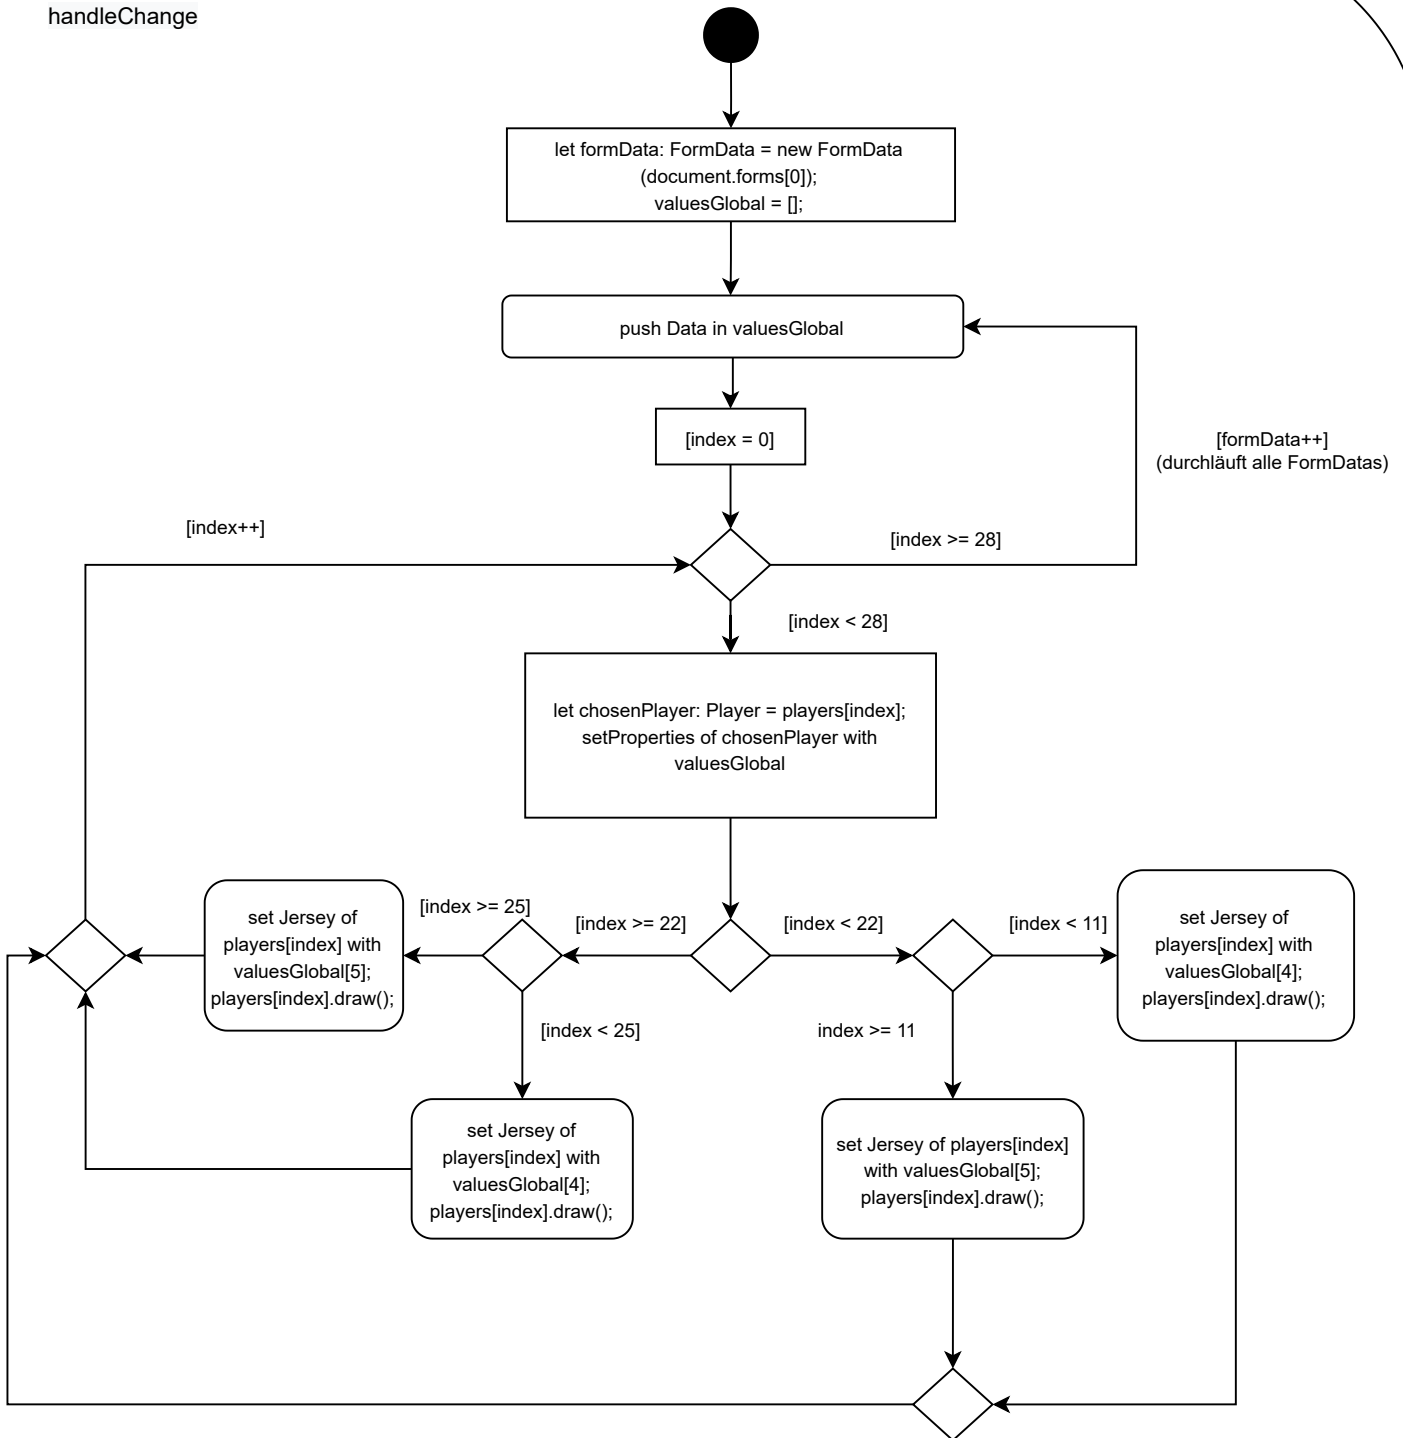 handleChange
let formData: FormData = new FormData
(document.forms[0]);
valuesGlobal = [];
push Data in valuesGlobal
[index = 0]
[formData++]
(durchläuft alle FormDatas)
[index++]
[index >= 28]
[index < 28]
let chosenPlayer: Player = players[index];
setProperties of chosenPlayer with
valuesGlobal
set Jersey of
players[index] with
valuesGlobal[5];
players[index].draw();
[index >= 25]
[index >= 22]
[index < 22]
[index < 11]
set Jersey of
players[index] with
valuesGlobal[4];
players[index].draw();
[index < 25]
index >= 11
set Jersey of
players[index] with
valuesGlobal[4];
players[index].draw();
set Jersey of players[index]
with valuesGlobal[5];
players[index].draw();